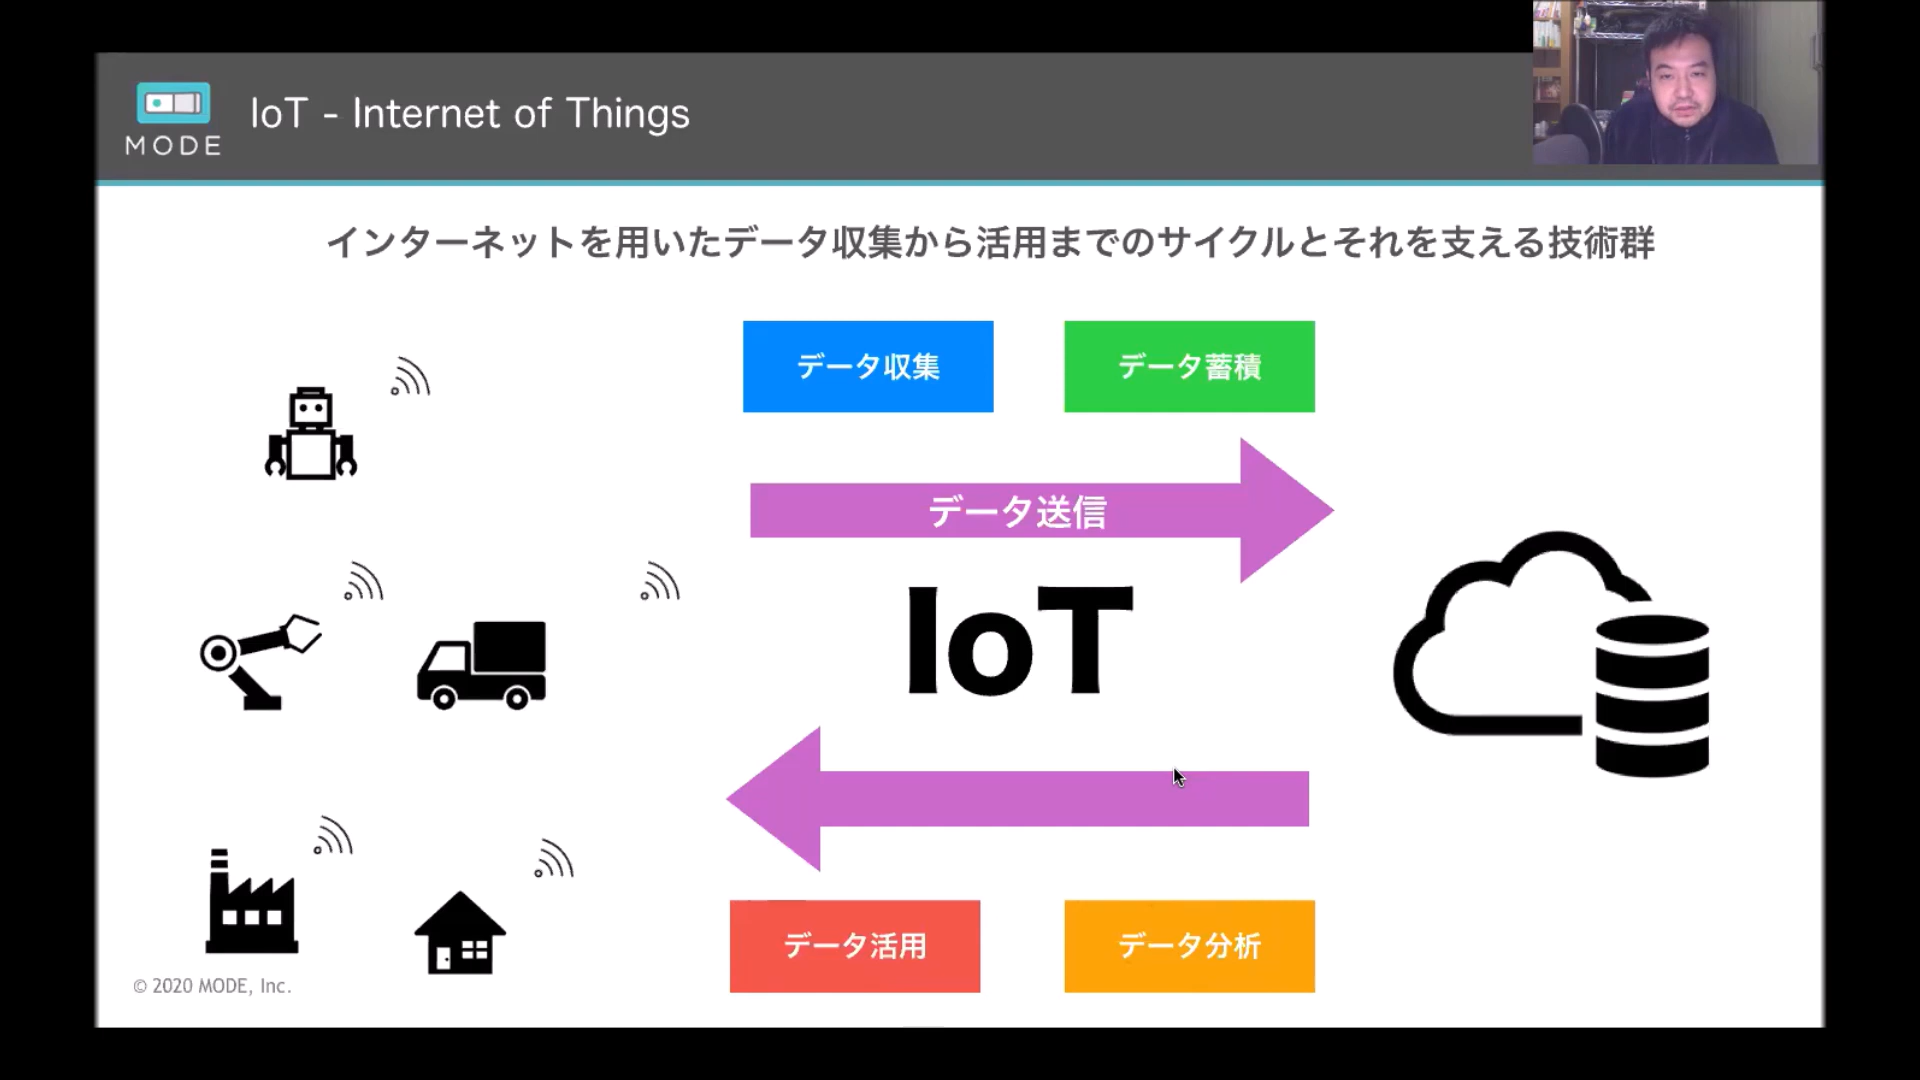 MODE
IoT - Internet of Things
インターネットを用いたデータ収集から活用までのサイクルとそれを支える技術群
データ収集
データ蓄積
データ送信
IoT
データ活用
データ分析
© 2020 MODE, Inc.